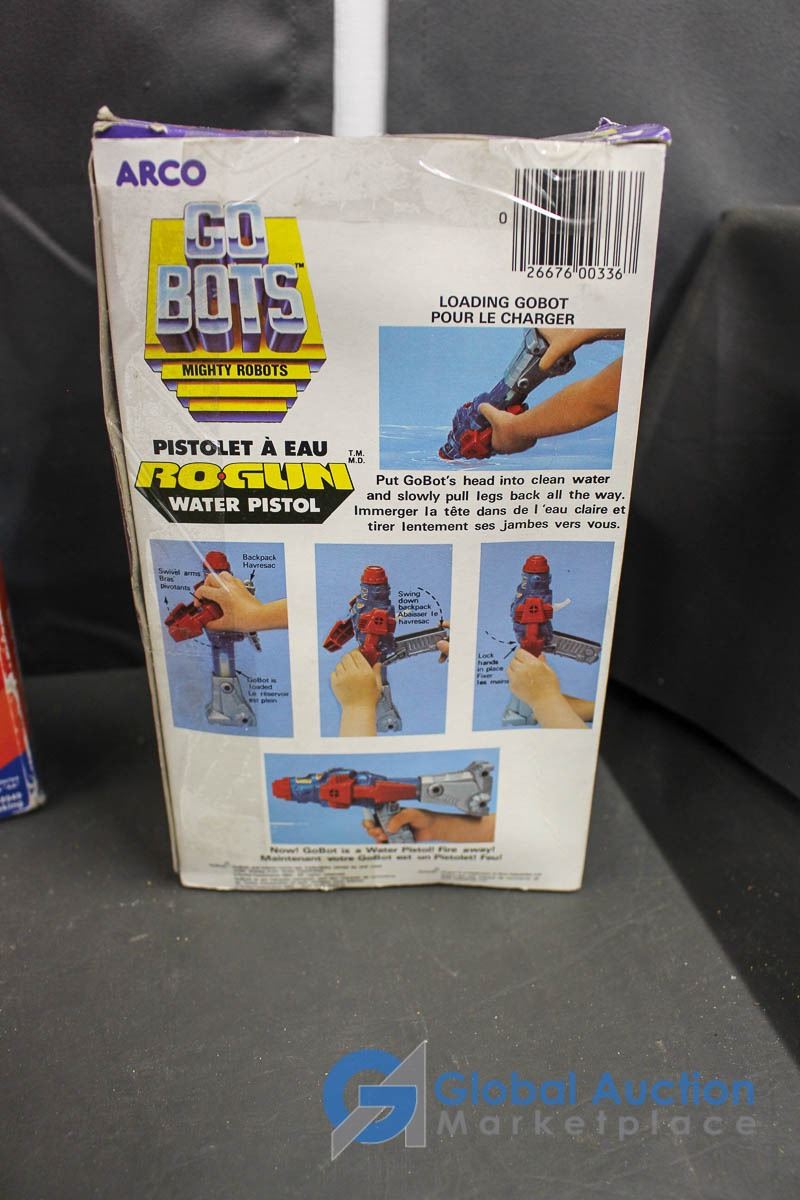 ARCO
GO
BOTS™
MIGHTY ROBOTS
0
26676 00336
LOADING GOBOT
POUR LE CHARGER
PISTOLET À EAU
RO•GUN T.M.
M.D.
WATER PISTOL
Put GoBot's head into clean water
and slowly pull legs back all the way.
Immerger la tête dans de l'eau claire et
tirer lentement ses jambes vers vous.
Swivel arms
Bras
pivotants
Backpack
Havresac
GoBot is
loaded
Le réservoir
est plein
Swing
down
backpack
Abaisser le
havresac
Lock
hands
in place
Fixer
les mains
Now! GoBot is a Water Pistol! Fire away!
Maintenant votre GoBot est un Pistolet! Feu!
Global Auction
Marketplace